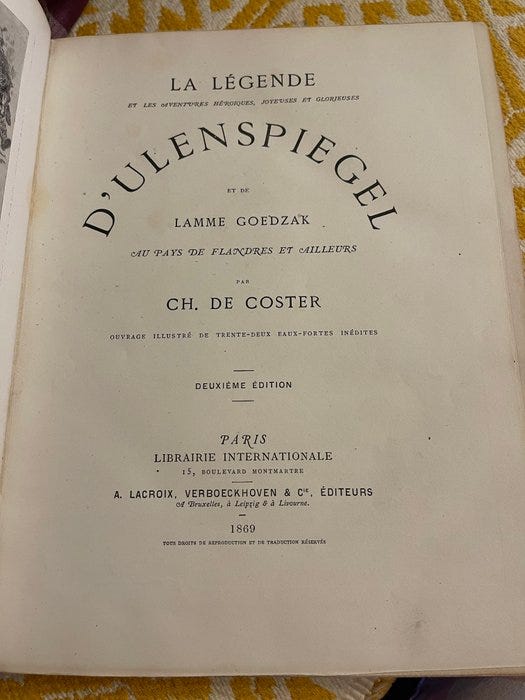 LA LÉGENDE
ET LES AVENTURES HÉROIQUES, JOYEUSES ET GLORIEUSES
D'ULENSPIEGEL
ET DE
LAMME GOEDZAK
AU PAYS DE FLANDRES ET AILLEURS
PAR
CH. DE COSTER
OUVRAGE ILLUSTRÉ DE TRENTE-DEUX EAUX-FORTES INÉDITES
DEUXIÈME ÉDITION
PARIS
LIBRAIRIE INTERNATIONALE
15, BOULEVARD MONTMARTRE
A. LACROIX, VERBOECKHOVEN & Cie, ÉDITEURS
A Bruxelles, à Leipzig & à Livourne.
1869
TOUS DROITS DE REPRODUCTION ET DE TRADUCTION RÉSERVÉS